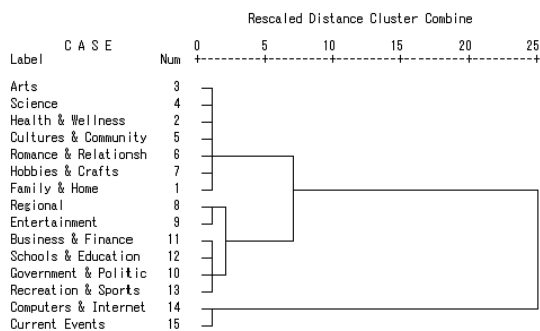 Rescaled Distance Cluster Combine
C A S E 0 5 10 15 20 25
Label Num +---------+---------+---------+---------+---------+
Arts 3
Science 4
Health & Wellness 2
Cultures & Community 5
Romance & Relationsh 6
Hobbies & Crafts 7
Family & Home 1
Regional 8
Entertainment 9
Business & Finance 11
Schools & Education 12
Government & Politic 10
Recreation & Sports 13
Computers & Internet 14
Current Events 15